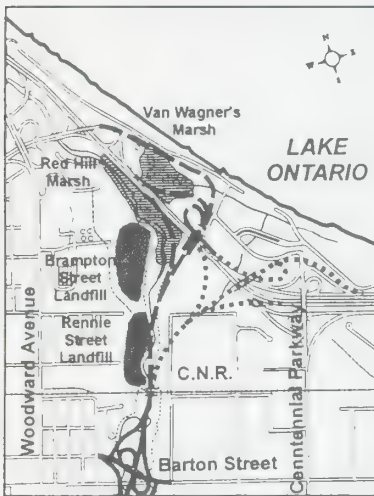 N
E
S
Van Wagner's
Marsh
LAKE
ONTARIO
Red Hill
Marsh
Brampton
Street
Landfill
Rennie
Street
Landfill
Woodward Avenue
C.N.R.
Centennial Parkway
Barton Street